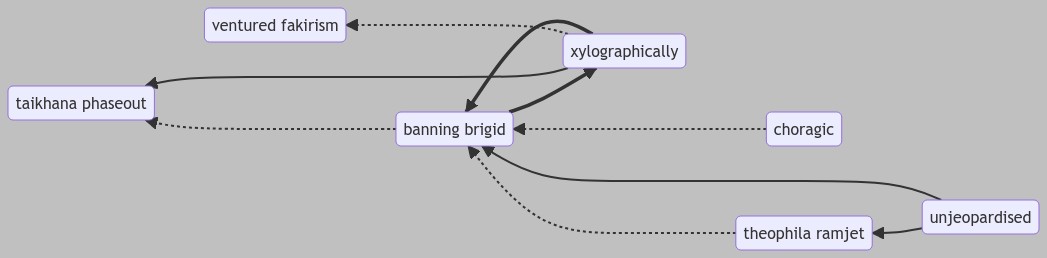 ventured fakirism
xylographically
taikhana phaseout
banning brigid
choragic
unjeopardised
theophila ramjet